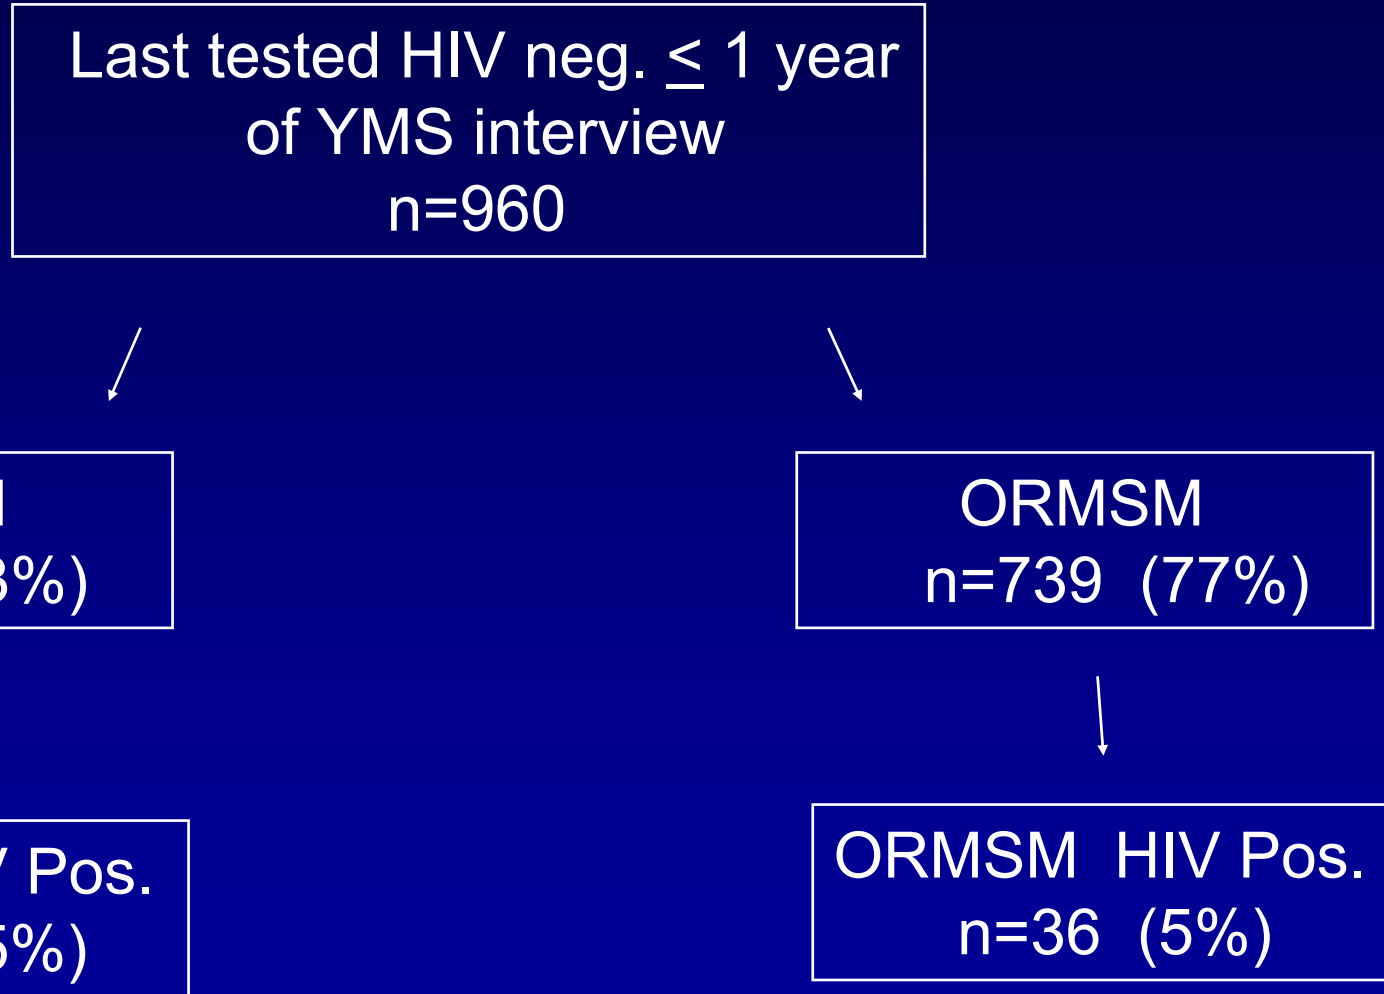 Last tested HIV neg. < 1 year
of YMS interview
n=960
ORMSM
n=739 (77%)
%)
ORMSM HIV Pos.
n=36 (5%)
Pos.
5%)